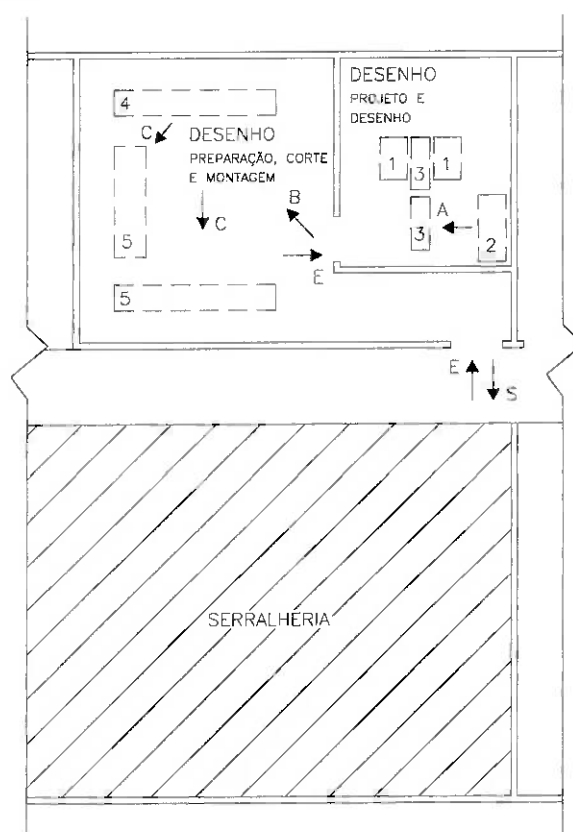 DESENHO
PROJETO E
DESENHO
4
C
DESENHO
PREPARAÇÃO, CORTE
E MONTAGEM
1
3
1
B
A
C
3
2
5
E
5
E
S
SERRALHERIA